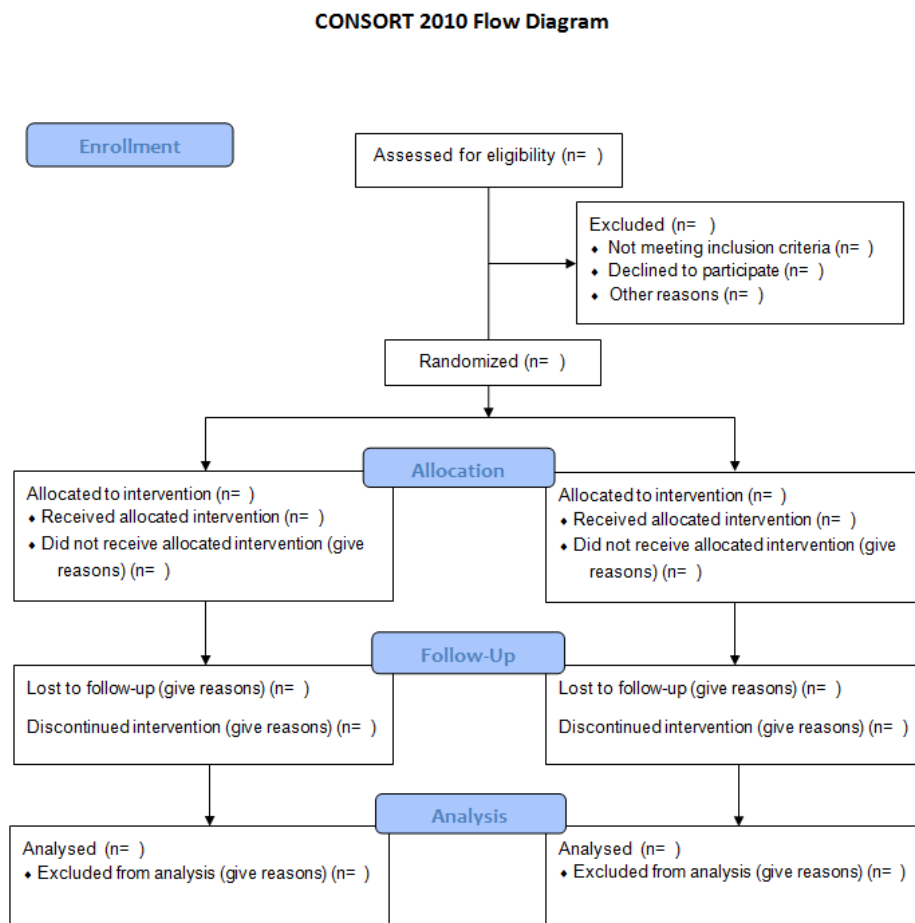 CONSORT 2010 Flow Diagram
Enrollment
Assessed for eligibility (n= )
Excluded (n= )
⬧ Not meeting inclusion criteria (n= )
⬧ Declined to participate (n= )
⬧ Other reasons (n= )
Randomized (n= )
Allocation
Allocated to intervention (n= )
⬧ Received allocated intervention (n= )
⬧ Did not receive allocated intervention (give
reasons) (n= )
Allocated to intervention (n= )
⬧ Received allocated intervention (n= )
⬧ Did not receive allocated intervention (give
reasons) (n= )
Follow-Up
Lost to follow-up (give reasons) (n= )
Discontinued intervention (give reasons) (n= )
Lost to follow-up (give reasons) (n= )
Discontinued intervention (give reasons) (n= )
Analysis
Analysed (n= )
⬧ Excluded from analysis (give reasons) (n= )
Analysed (n= )
⬧ Excluded from analysis (give reasons) (n= )